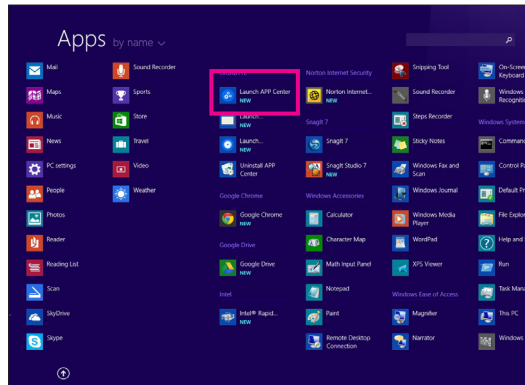 Apps by name
Mail
Maps
Music
News
PC settings
People
Photos
Reader
Reading List
Scan
SkyDrive
Skype
Sound Recorder
Sports
Store
Travel
Video
Weather
Launch APP Center
NEW
Launch...
NEW
Launch...
NEW
Uninstall APP
Center
Google Chrome
Google Chrome
NEW
Google Drive
Google Drive
NEW
Intel
Intel® Rapid...
NEW
Norton Internet Security
Norton Internet...
NEW
Snagit 7
Snagit 7
Snagit Studio 7
NEW
Windows Accessories
Calculator
Character Map
Math Input Panel
Notepad
Paint
Remote Desktop
Connection
Snipping Tool
Sound Recorder
Steps Recorder
Sticky Notes
Windows Fax and
Scan
Windows Journal
Windows Media
Player
WordPad
XPS Viewer
Windows Ease of Access
Magnifier
Narrator
On-Screen
Keyboard
Windows
Recogniti
Windows System
Comman
Control Pa
Default Pr
File Explor
Help and
Run
Task Mana
This PC
Windows